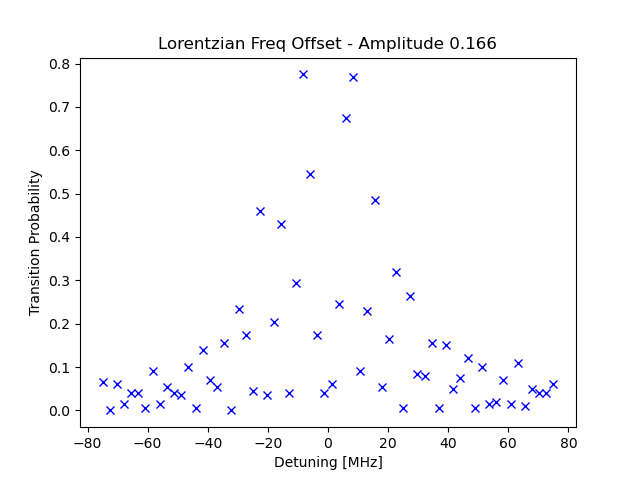 Lorentzian Freq Offset - Amplitude 0.166
Transition Probability
0.8
0.7
0.6
0.5
0.4
0.3
0.2
0.1
0.0
−80 −60 −40 −20 0 20 40 60 80
Detuning [MHz]